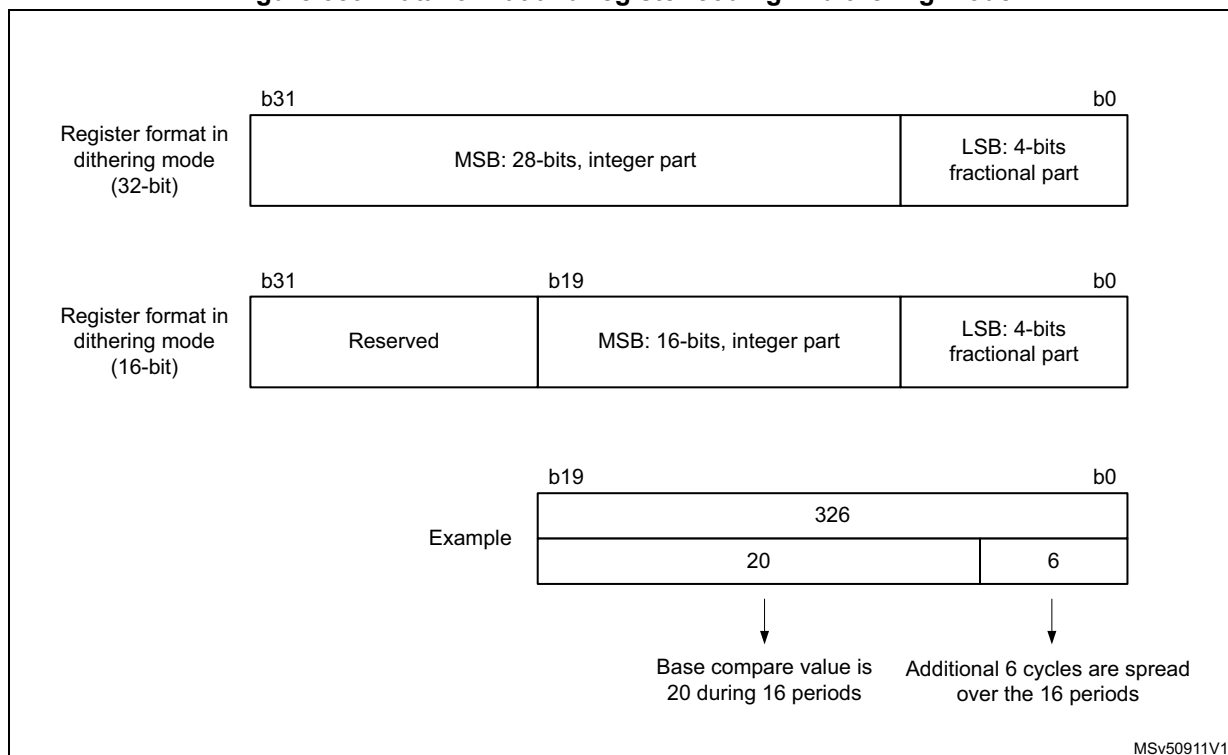 b31 b0
Register format in
dithering mode
(32-bit)
MSB: 28-bits, integer part
LSB: 4-bits
fractional part
b31 b19 b0
Register format in
dithering mode
(16-bit)
Reserved
MSB: 16-bits, integer part
LSB: 4-bits
fractional part
b19 b0
Example
326
20 6
Base compare value is
20 during 16 periods
Additional 6 cycles are spread
over the 16 periods
MSv50911V1